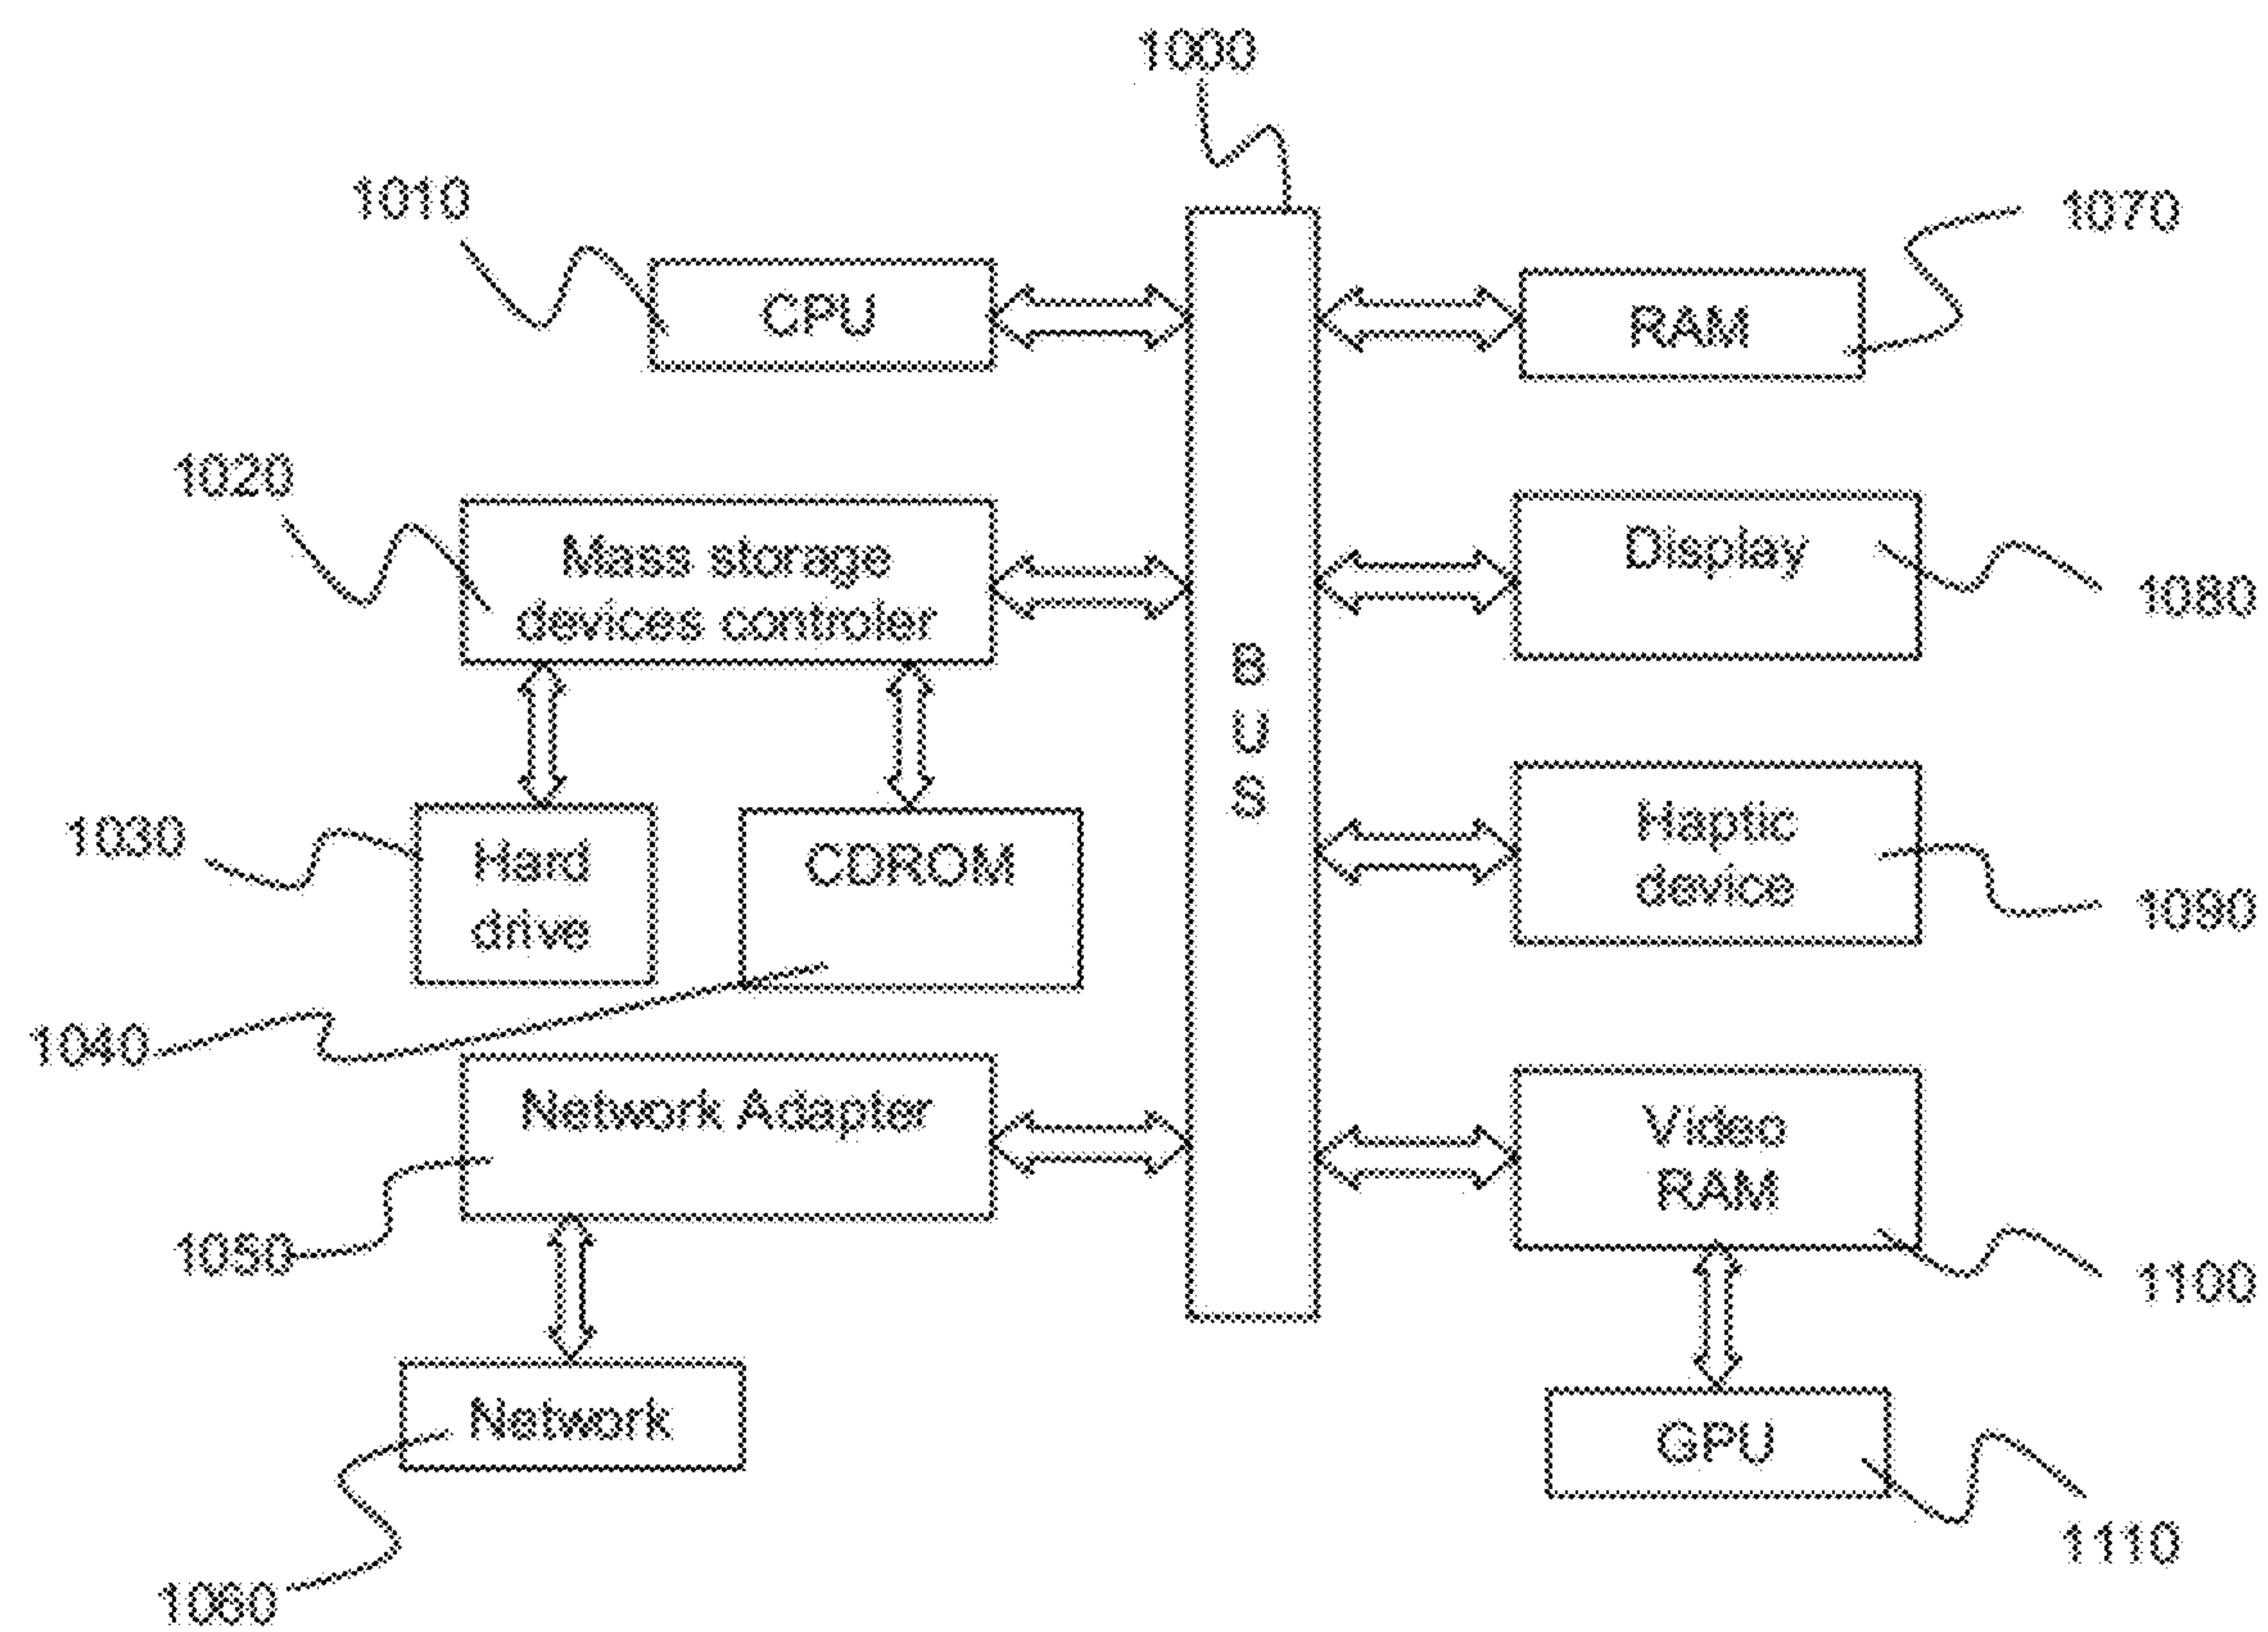 1000
1010
1070
CPU
RAM
1020
Mass storage
devices controler
Display
1080
B
U
S
1030
Hard
drive
CDROM
Haptic
device
1090
1040
Network Adapter
Video
RAM
1050
1100
Network
GPU
1060
1110